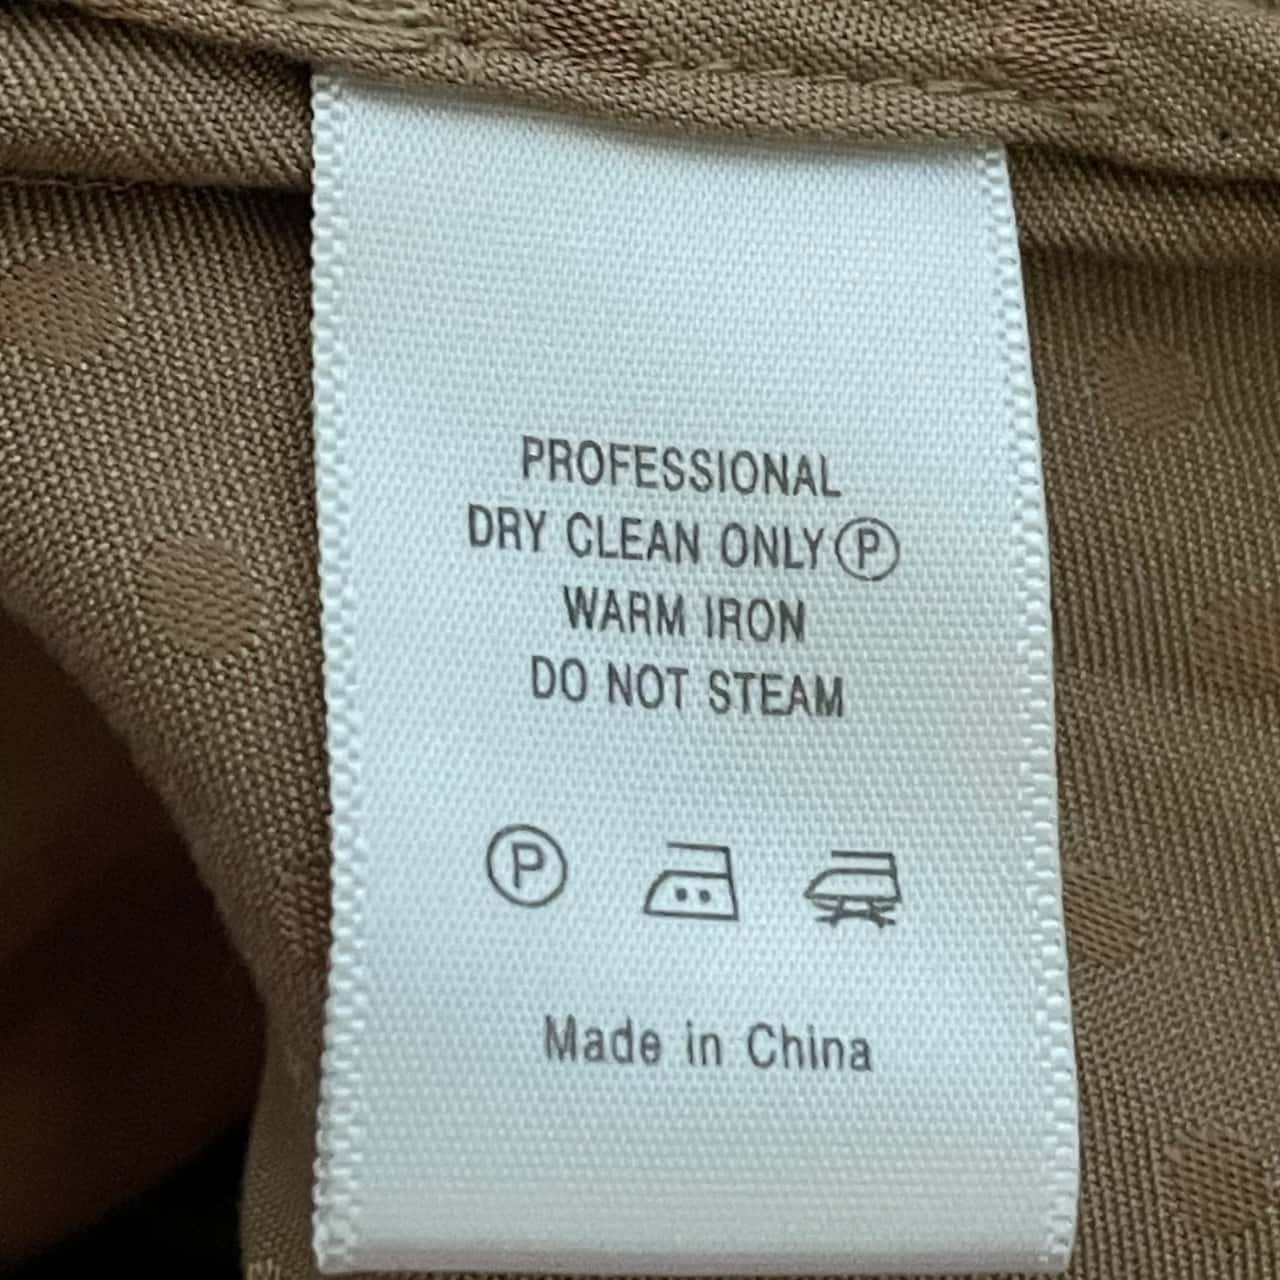 PROFESSIONAL
DRY CLEAN ONLY Ⓟ
WARM IRON
DO NOT STEAM
Ⓟ
Made in China